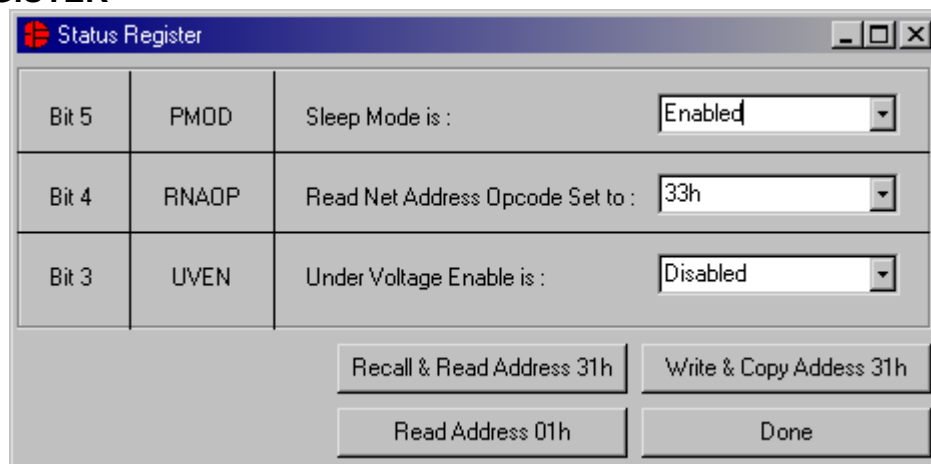 Status Register
Bit 5 PMOD Sleep Mode is : Enabled
Bit 4 RNAOP Read Net Address Opcode Set to : 33h
Bit 3 UVEN Under Voltage Enable is : Disabled
Recall & Read Address 31h Write & Copy Addess 31h
Read Address 01h Done